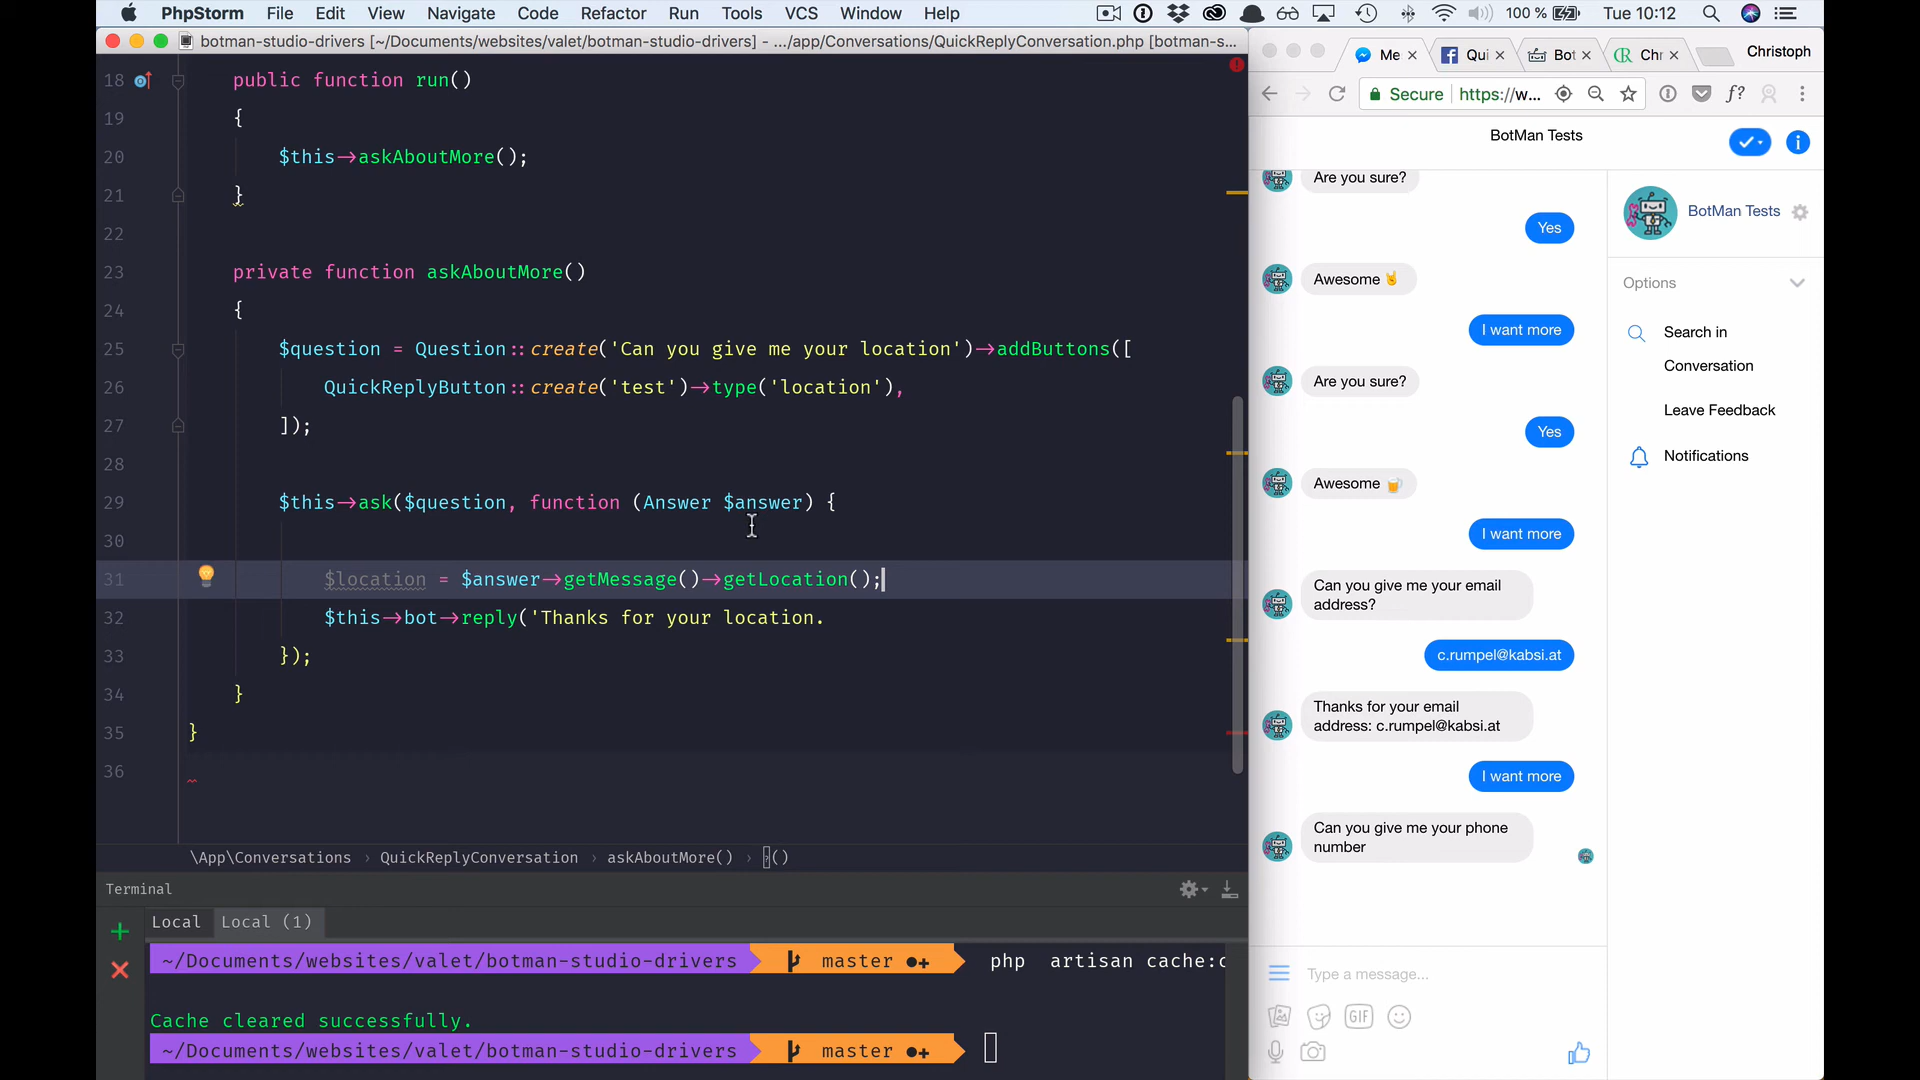 PhpStorm File Edit View Navigate Code Refactor Run Tools VCS Window Help 100 % Tue 10:12
botman-studio-drivers [~/Documents/websites/valet/botman-studio-drivers] - .../app/Conversations/QuickReplyConversation.php [botman-s...
18 public function run()
19 {
20 $this→askAboutMore();
21 }
22
23 private function askAboutMore()
24 {
25 $question = Question::create('Can you give me your location')→addButtons([
26 QuickReplyButton::create('test')→type('location'),
27 ]);
28
29 $this→ask($question, function (Answer $answer) {
30
31 $location = $answer→getMessage()→getLocation();
32 $this→bot→reply('Thanks for your location.
33 });
34 }
35 }
36
\App\Conversations › QuickReplyConversation › askAboutMore() › ()
Terminal
Local Local (1)
~/Documents/websites/valet/botman-studio-drivers master ●+ php artisan cache:c
Cache cleared successfully.
~/Documents/websites/valet/botman-studio-drivers master ●+
Me × Qui × Bot × Chr × Christoph
Secure https://w... f?
BotMan Tests
Are you sure?
Yes
Awesome 🤘
I want more
Are you sure?
Yes
Awesome 🍺
I want more
Can you give me your email
address?
c.rumpel@kabsi.at
Thanks for your email
address: c.rumpel@kabsi.at
I want more
Can you give me your phone
number
Type a message...
GIF
BotMan Tests
Options
Search in
Conversation
Leave Feedback
Notifications